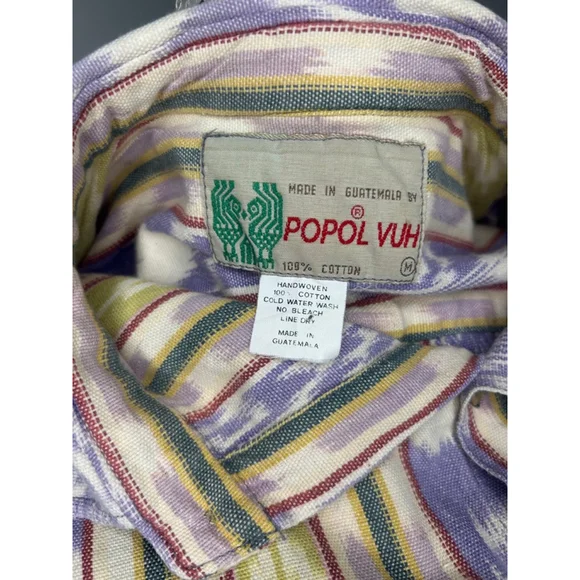 MADE IN GUATEMALA BY
®
POPOL VUH
100% COTTON M
HANDWOVEN
100% COTTON
COLD WATER WASH
NO BLEACH
LINE DRY
MADE IN
GUATEMALA